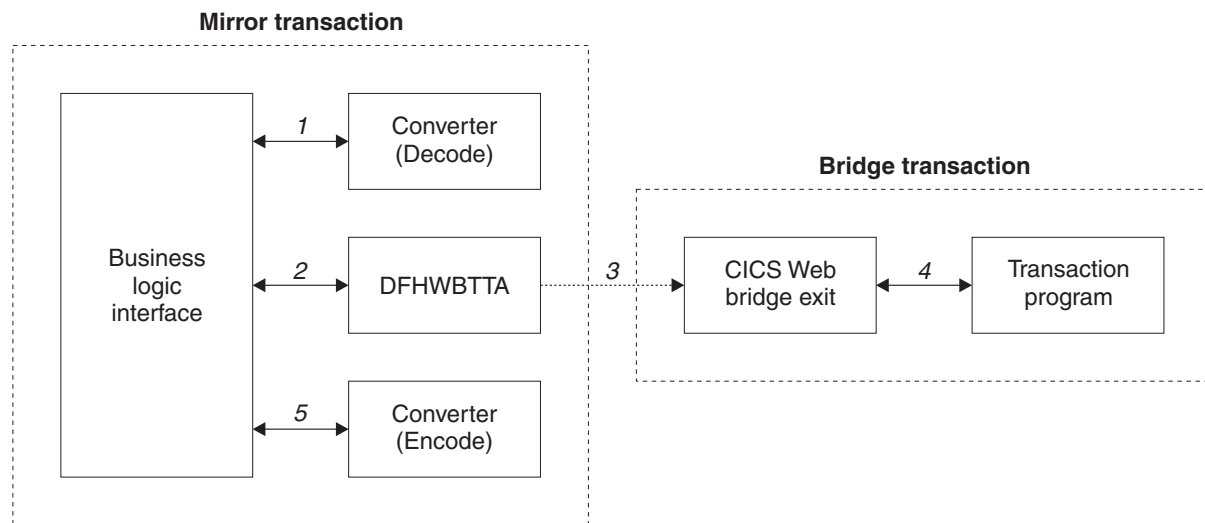 Mirror transaction
Business
logic
interface
1
Converter
(Decode)
2
DFHWBTTA
3
5
Converter
(Encode)
Bridge transaction
CICS Web
bridge exit
4
Transaction
program